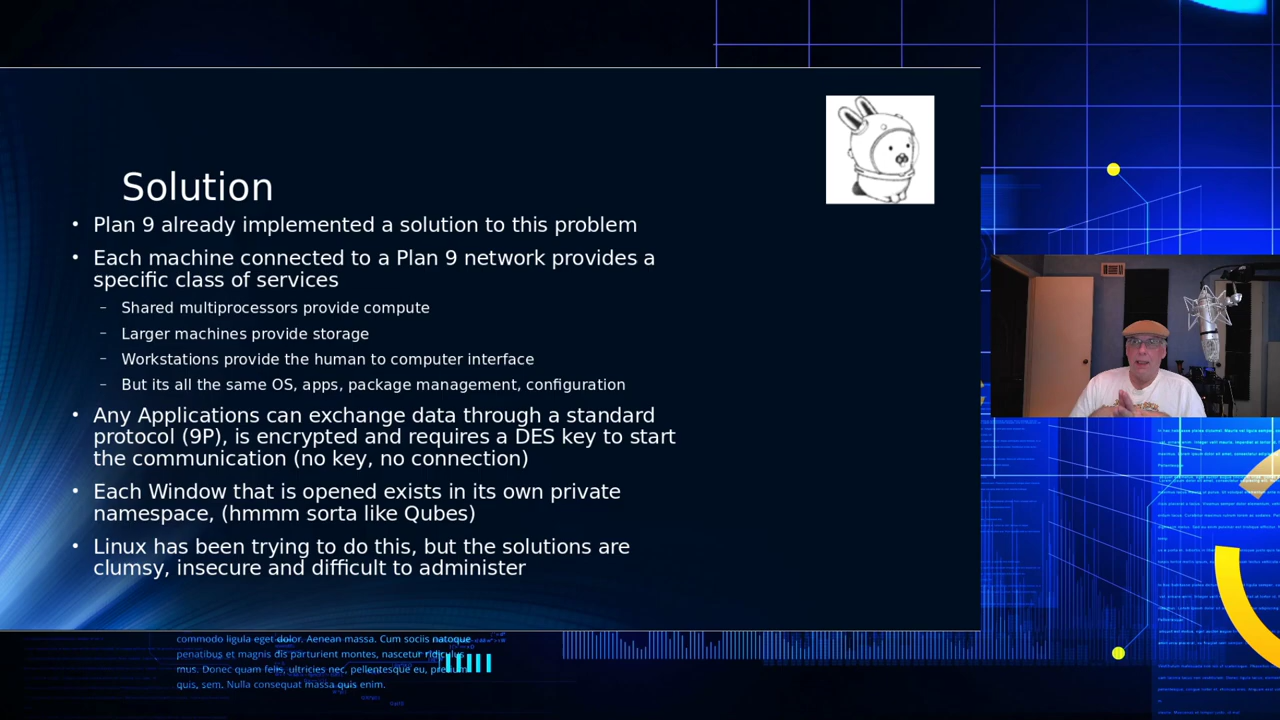 Solution
• Plan 9 already implemented a solution to this problem
• Each machine connected to a Plan 9 network provides a
specific class of services
– Shared multiprocessors provide compute
– Larger machines provide storage
– Workstations provide the human to computer interface
– But its all the same OS, apps, package management, configuration
• Any Applications can exchange data through a standard
protocol (9P), is encrypted and requires a DES key to start
the communication (no key, no connection)
• Each Window that is opened exists in its own private
namespace, (hmmm sorta like Qubes)
• Linux has been trying to do this, but the solutions are
clumsy, insecure and difficult to administer
commodo ligula eget dolor. Aenean massa. Cum sociis natoque
penatibus et magnis dis parturient montes, nascetur ridiculus
mus. Donec quam felis, ultricies nec, pellentesque eu, pretium
quis, sem. Nulla consequat massa quis enim.